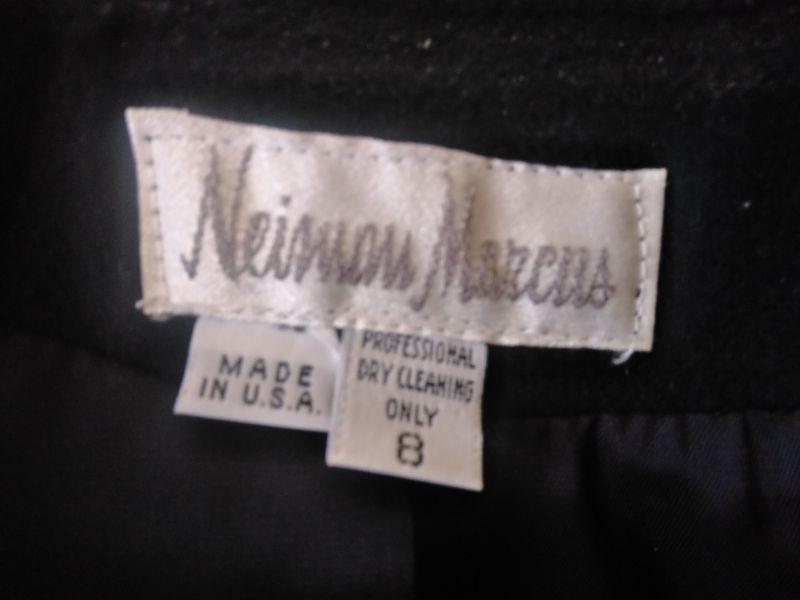 Neiman Marcus
MADE
IN U.S.A.
PROFESSIONAL
DRY CLEANING
ONLY
8